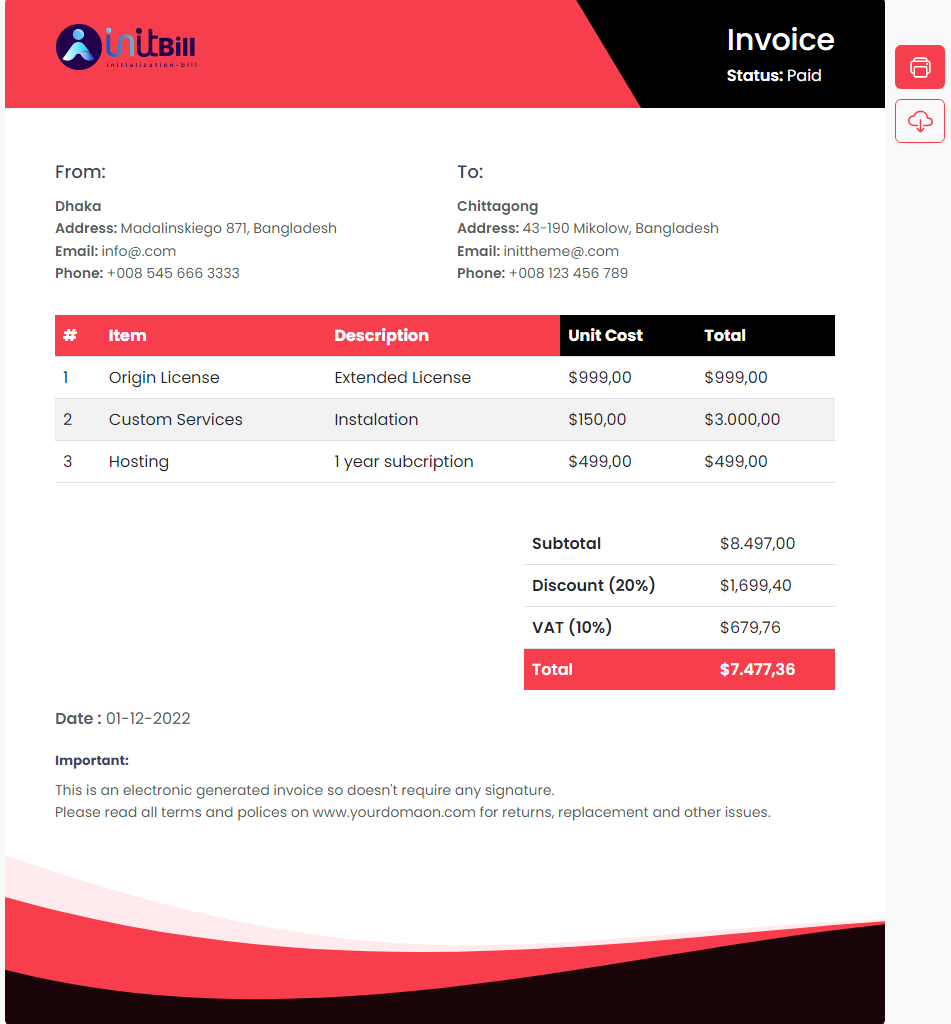 initBill
initialization-bill
Invoice
Status: Paid
From:
Dhaka
Address: Madalinskiego 871, Bangladesh
Email: info@.com
Phone: +008 545 666 3333
To:
Chittagong
Address: 43-190 Mikolow, Bangladesh
Email: inittheme@.com
Phone: +008 123 456 789
# Item Description Unit Cost Total
1 Origin License Extended License $999,00 $999,00
2 Custom Services Instalation $150,00 $3.000,00
3 Hosting 1 year subcription $499,00 $499,00
Subtotal $8.497,00
Discount (20%) $1,699,40
VAT (10%) $679,76
Total $7.477,36
Date : 01-12-2022
Important:
This is an electronic generated invoice so doesn't require any signature.
Please read all terms and polices on www.yourdomaon.com for returns, replacement and other issues.